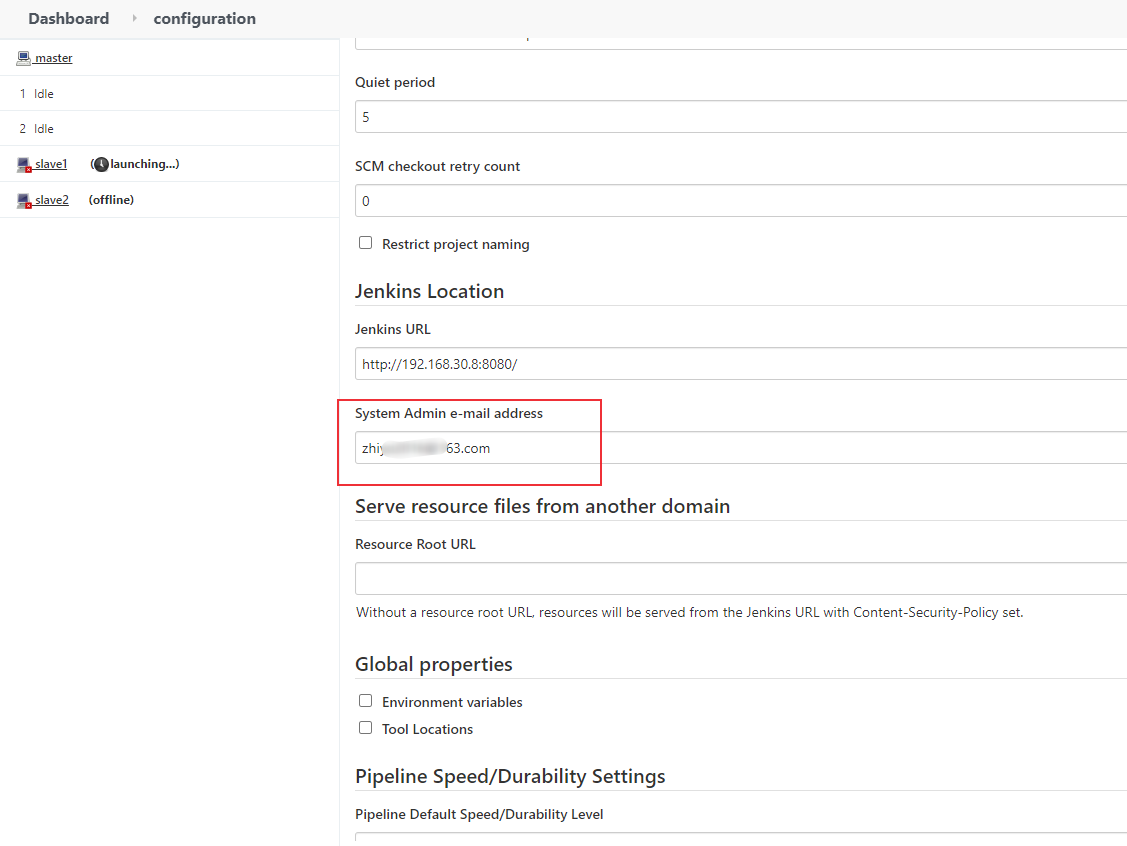 Dashboard configuration
master
1 Idle
2 Idle
slave1 (launching...)
slave2 (offline)
Quiet period
5
SCM checkout retry count
0
Restrict project naming
Jenkins Location
Jenkins URL
http://192.168.30.8:8080/
System Admin e-mail address
Serve resource files from another domain
Resource Root URL
Without a resource root URL, resources will be served from the Jenkins URL with Content-Security-Policy set.
Global properties
Environment variables
Tool Locations
Pipeline Speed/Durability Settings
Pipeline Default Speed/Durability Level